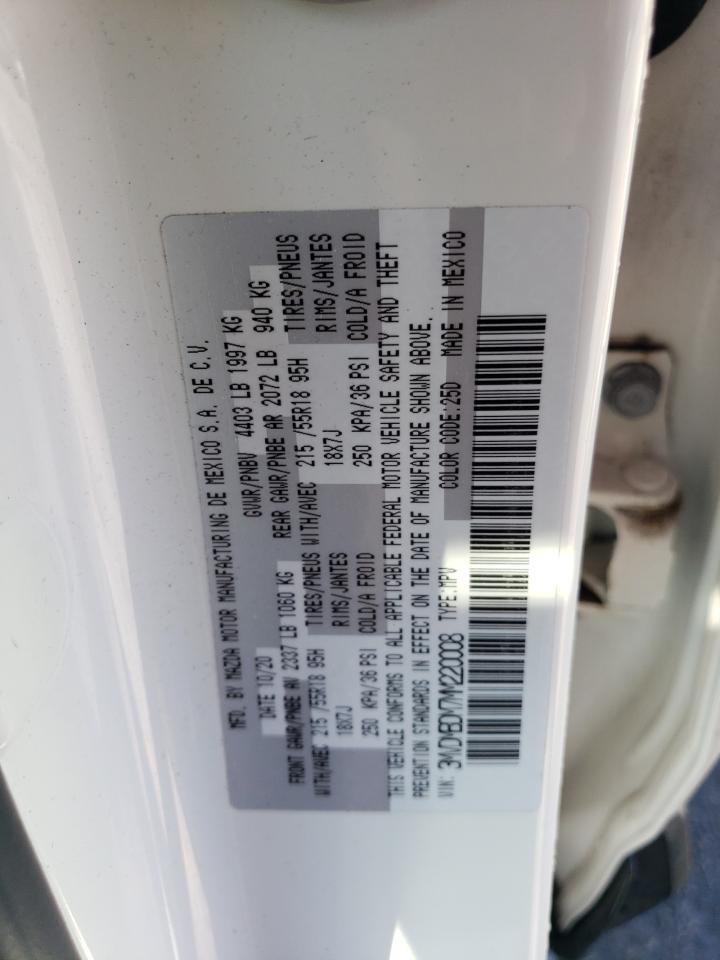 MFD. BY MAZDA MOTOR MANUFACTURING DE MEXICO S.A. DE C.V.
DATE 10/20 GVWR/PNBV 4403 LB 1997 KG
FRONT GAWR/PNBE AV 2337 LB 1060 KG REAR GAWR/PNBE AR 2072 LB 940 KG
WITH/AVEC 215 /55R18 95H TIRES/PNEUS WITH/AVEC 215 /55R18 95H TIRES/PNEUS
18X7J RIMS/JANTES 18X7J RIMS/JANTES
250 KPA/36 PSI COLD/A FROID 250 KPA/36 PSI COLD/A FROID
THIS VEHICLE CONFORMS TO ALL APPLICABLE FEDERAL MOTOR VEHICLE SAFETY AND THEFT
PREVENTION STANDARDS IN EFFECT ON THE DATE OF MANUFACTURE SHOWN ABOVE.
VIN: 3MVDMBDM7MM220008 TYPE:MPV COLOR CODE:25D MADE IN MEXICO